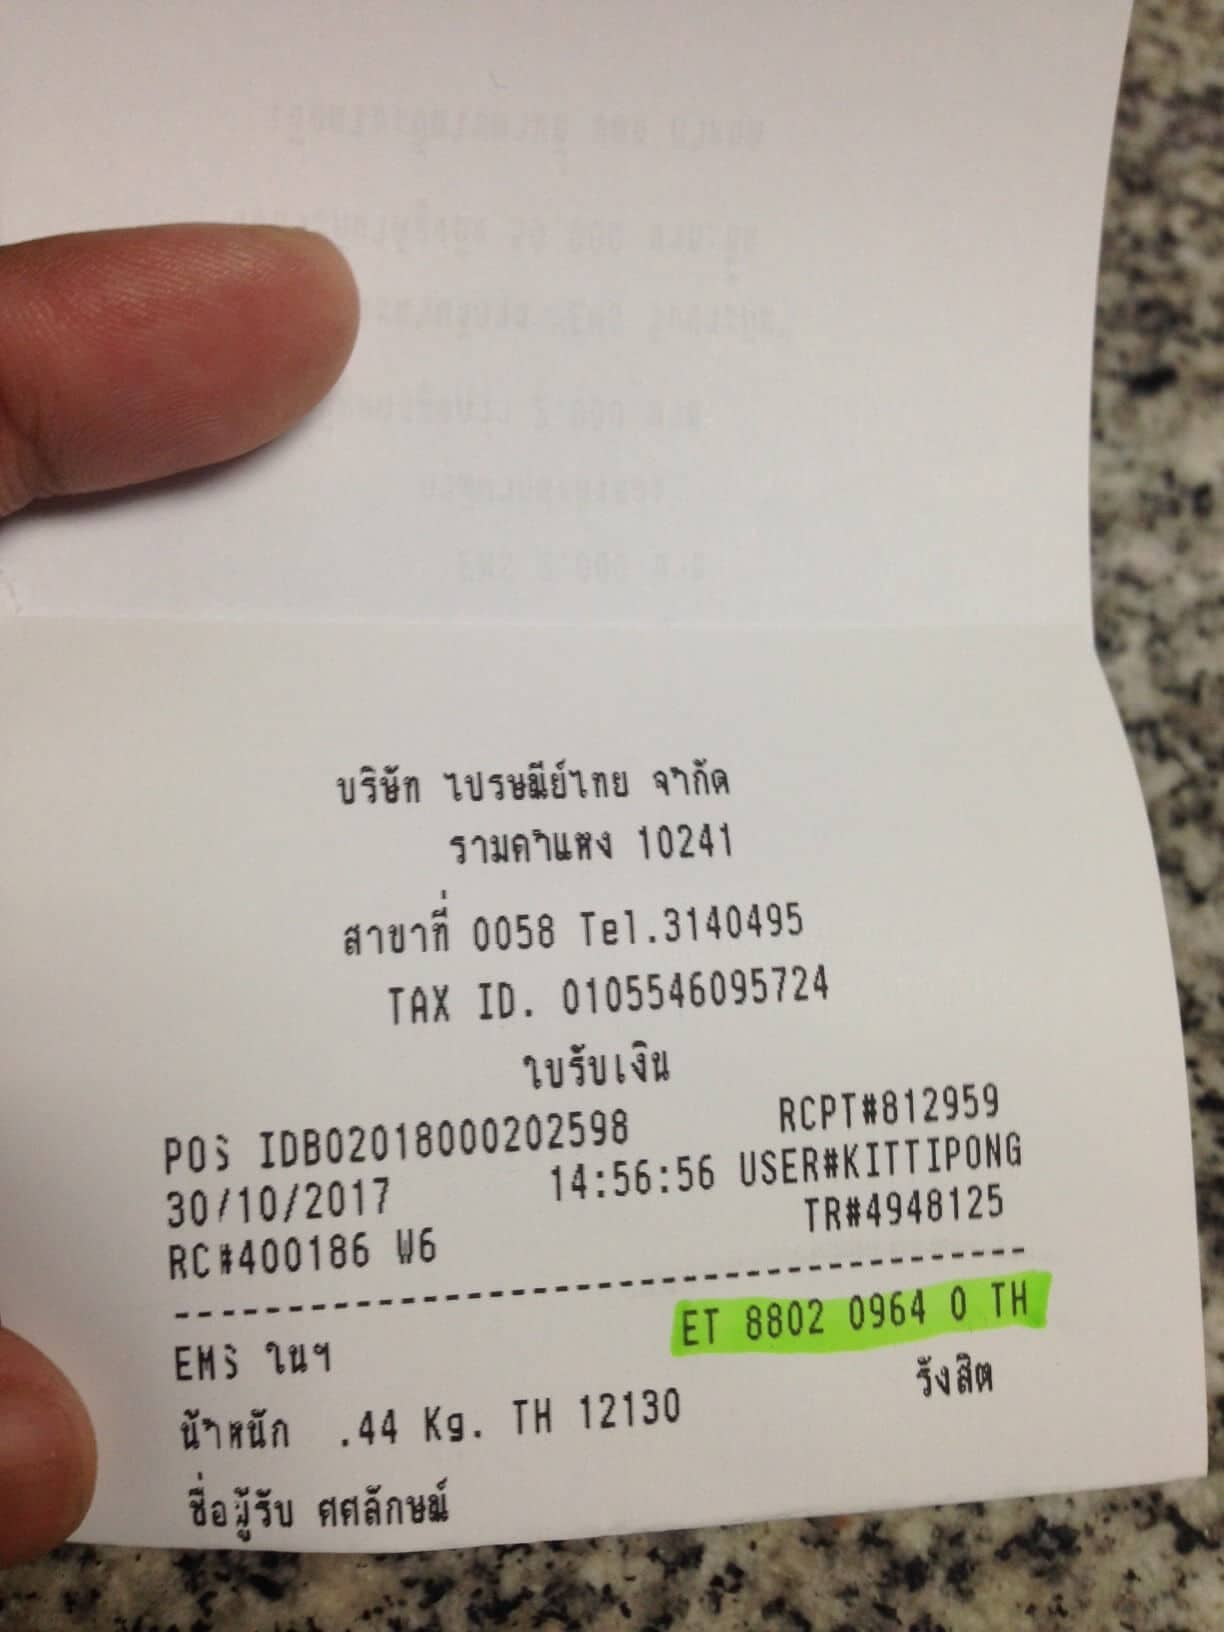 บริษัท ไปรษณีย์ไทย จำกัด
รามคำแหง 10241
สาขาที่ 0058 Tel.3140495
TAX ID. 0105546095724
ใบรับเงิน
POS IDB02018000202598 RCPT#812959
30/10/2017 14:56:56 USER#KITTIPONG
RC#400186 W6 TR#4948125
EMS ในฯ ET 8802 0964 0 TH
น้ำหนัก .44 Kg. TH 12130 รังสิต
ชื่อผู้รับ ศศลักษม์